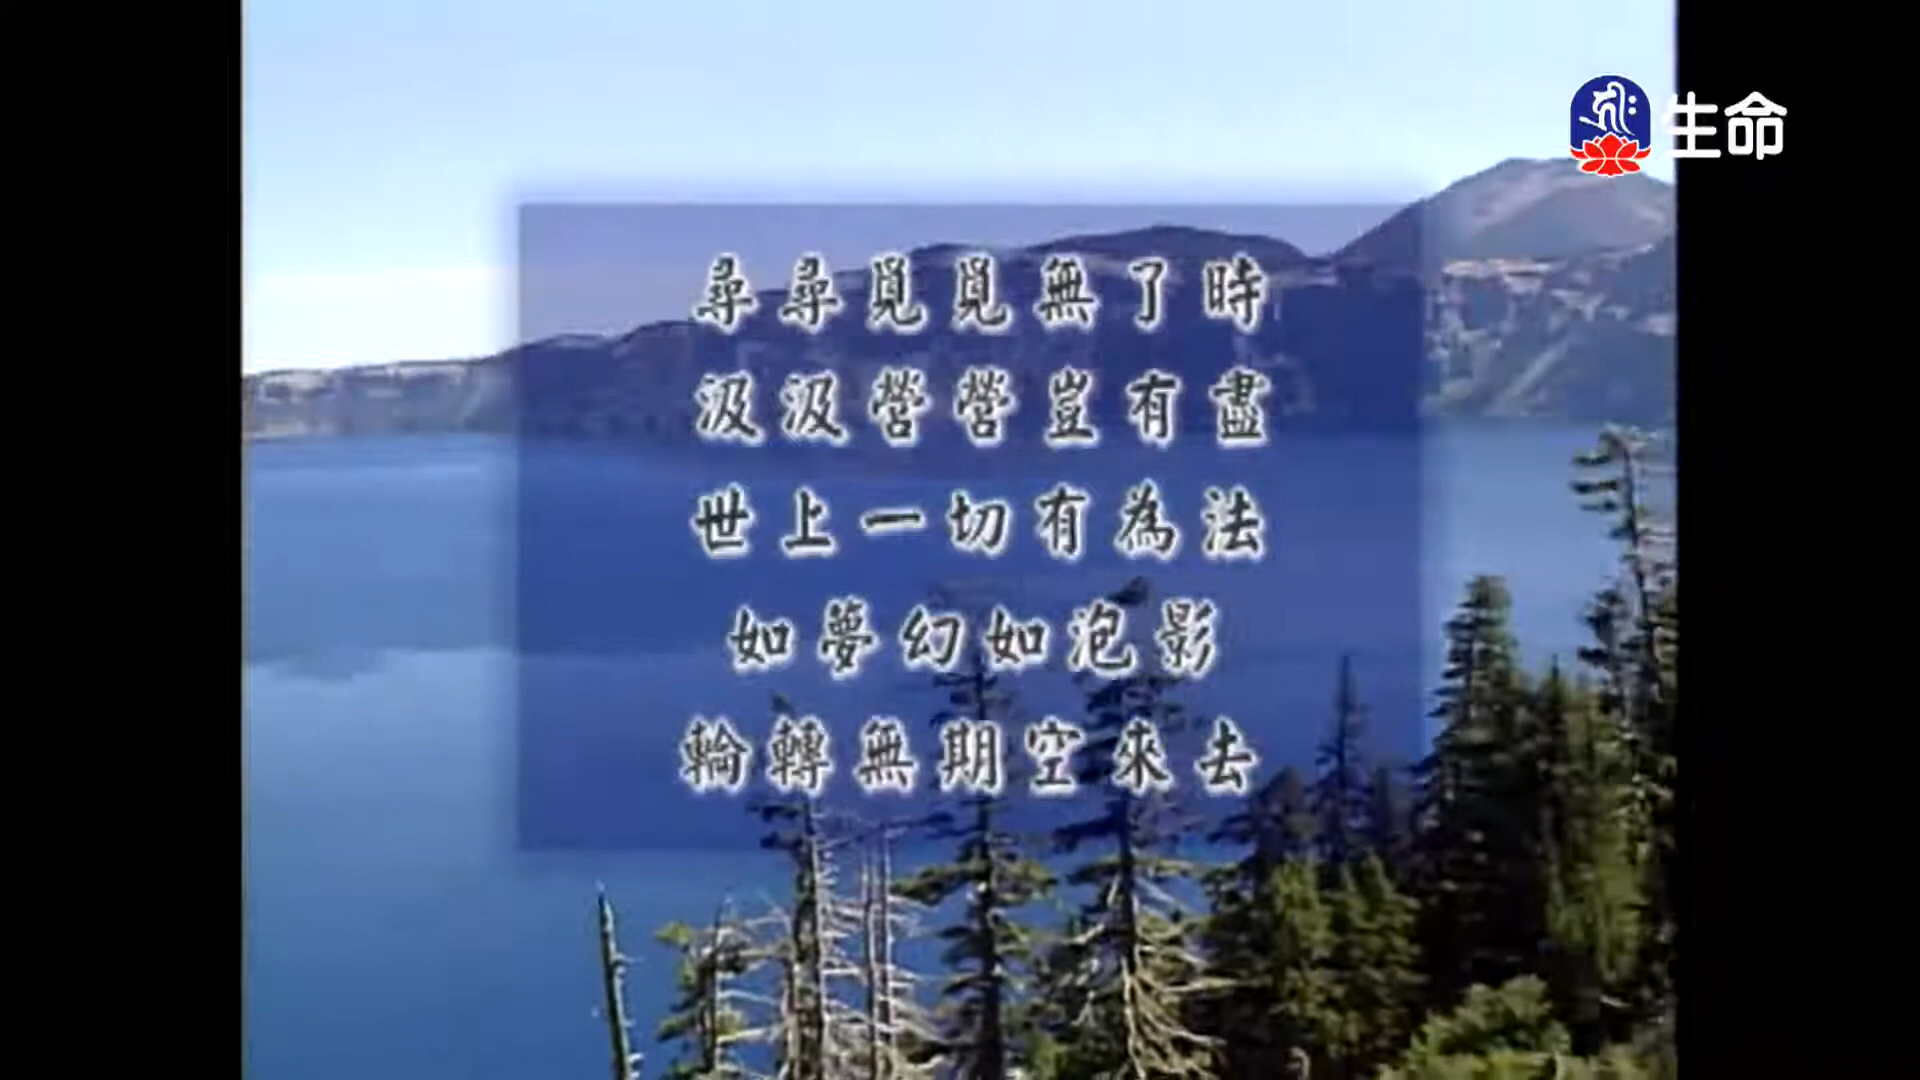 生命
尋尋覓覓無了時
汲汲營營豈有盡
世上一切有為法
如夢幻如泡影
輪轉無期空來去